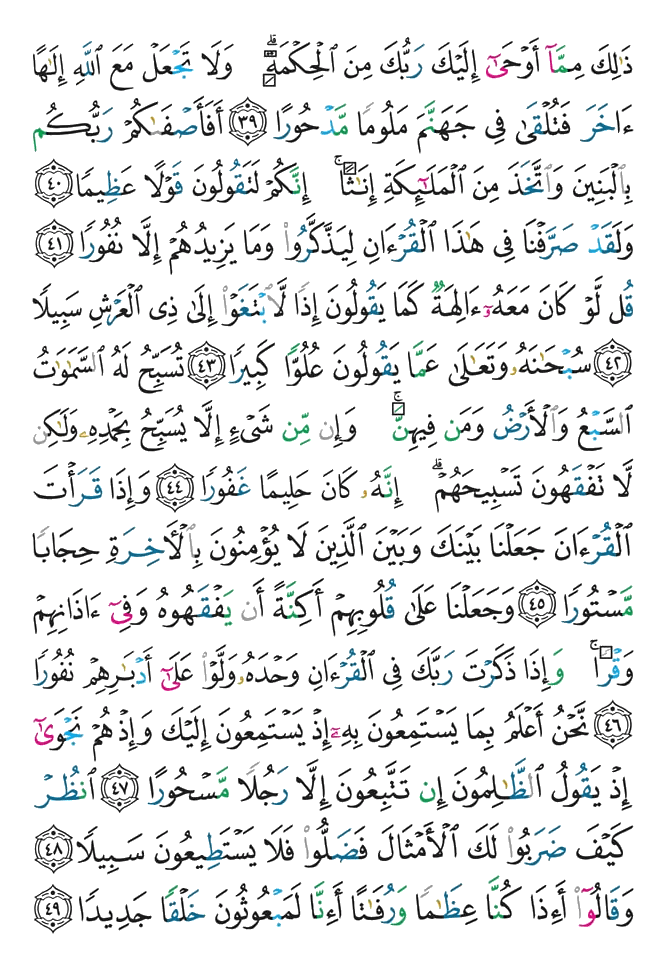 ذَٰلِكَ مِمَّآ أَوْحَىٰٓ إِلَيْكَ رَبُّكَ مِنَ ٱلْحِكْمَةِ ۗ وَلَا تَجْعَلْ مَعَ ٱللَّهِ إِلَٰهًا
ءَاخَرَ فَتُلْقَىٰ فِى جَهَنَّمَ مَلُومًا مَّدْحُورًا ﴿٣٩﴾ أَفَأَصْفَىٰكُمْ رَبُّكُم
بِٱلْبَنِينَ وَٱتَّخَذَ مِنَ ٱلْمَلَٰٓئِكَةِ إِنَٰثًا ۚ إِنَّكُمْ لَتَقُولُونَ قَوْلًا عَظِيمًا ﴿٤٠﴾
وَلَقَدْ صَرَّفْنَا فِى هَٰذَا ٱلْقُرْءَانِ لِيَذَّكَّرُوا۟ وَمَا يَزِيدُهُمْ إِلَّا نُفُورًا ﴿٤١﴾
قُل لَّوْ كَانَ مَعَهُۥٓ ءَالِهَةٌ كَمَا يَقُولُونَ إِذًا لَّٱبْتَغَوْا۟ إِلَىٰ ذِى ٱلْعَرْشِ سَبِيلًا
﴿٤٢﴾ سُبْحَٰنَهُۥ وَتَعَٰلَىٰ عَمَّا يَقُولُونَ عُلُوًّا كَبِيرًا ﴿٤٣﴾ تُسَبِّحُ لَهُ ٱلسَّمَٰوَٰتُ
ٱلسَّبْعُ وَٱلْأَرْضُ وَمَن فِيهِنَّ ۚ وَإِن مِّن شَىْءٍ إِلَّا يُسَبِّحُ بِحَمْدِهِۦ وَلَٰكِن
لَّا تَفْقَهُونَ تَسْبِيحَهُمْ ۗ إِنَّهُۥ كَانَ حَلِيمًا غَفُورًا ﴿٤٤﴾ وَإِذَا قَرَأْتَ
ٱلْقُرْءَانَ جَعَلْنَا بَيْنَكَ وَبَيْنَ ٱلَّذِينَ لَا يُؤْمِنُونَ بِٱلْءَاخِرَةِ حِجَابًا
مَّسْتُورًا ﴿٤٥﴾ وَجَعَلْنَا عَلَىٰ قُلُوبِهِمْ أَكِنَّةً أَن يَفْقَهُوهُ وَفِىٓ ءَاذَانِهِمْ
وَقْرًا ۚ وَإِذَا ذَكَرْتَ رَبَّكَ فِى ٱلْقُرْءَانِ وَحْدَهُۥ وَلَّوْا۟ عَلَىٰٓ أَدْبَٰرِهِمْ نُفُورًا
﴿٤٦﴾ نَّحْنُ أَعْلَمُ بِمَا يَسْتَمِعُونَ بِهِۦٓ إِذْ يَسْتَمِعُونَ إِلَيْكَ وَإِذْ هُمْ نَجْوَىٰٓ
إِذْ يَقُولُ ٱلظَّٰلِمُونَ إِن تَتَّبِعُونَ إِلَّا رَجُلًا مَّسْحُورًا ﴿٤٧﴾ ٱنظُرْ
كَيْفَ ضَرَبُوا۟ لَكَ ٱلْأَمْثَالَ فَضَلُّوا۟ فَلَا يَسْتَطِيعُونَ سَبِيلًا ﴿٤٨﴾
وَقَالُوٓا۟ أَءِذَا كُنَّا عِظَٰمًا وَرُفَٰتًا أَءِنَّا لَمَبْعُوثُونَ خَلْقًا جَدِيدًا ﴿٤٩﴾